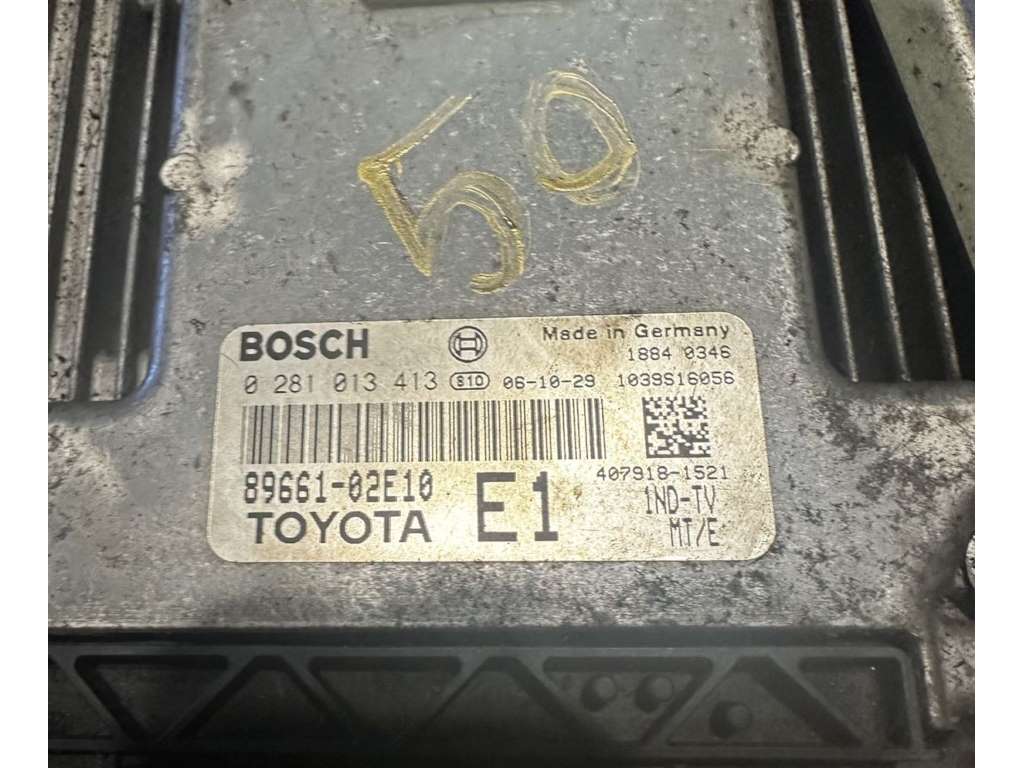 50
BOSCH Made in Germany
1884 0346
0 281 013 413 S10 06-10-29 1039S16056
407918-1521
89661-02E10 E1 1ND-TV
TOYOTA MT/E